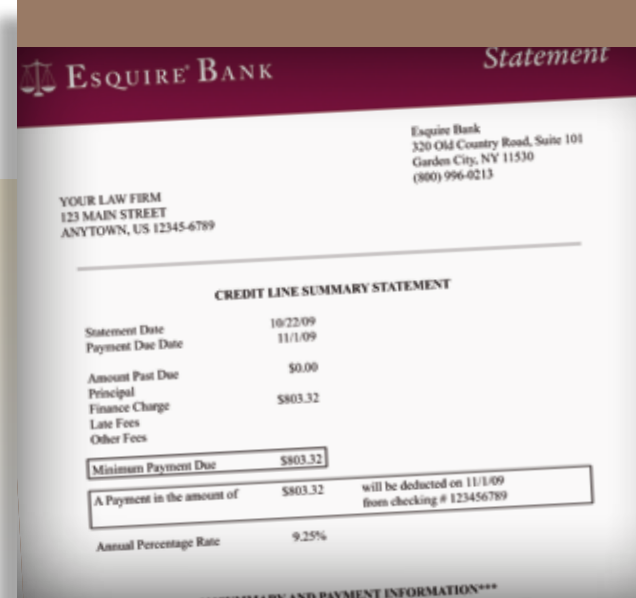 ESQUIRE BANK
Statement
Esquire Bank
320 Old Country Road, Suite 101
Garden City, NY 11530
(800) 996-0213
YOUR LAW FIRM
123 MAIN STREET
ANYTOWN, US 12345-6789
CREDIT LINE SUMMARY STATEMENT
Statement Date 10/22/09
Payment Due Date 11/1/09
Amount Past Due $0.00
Principal
Finance Charge $803.32
Late Fees
Other Fees
Minimum Payment Due $803.32
A Payment in the amount of $803.32 will be deducted on 11/1/09
from checking # 123456789
Annual Percentage Rate 9.25%
SUMMARY AND PAYMENT INFORMATION***